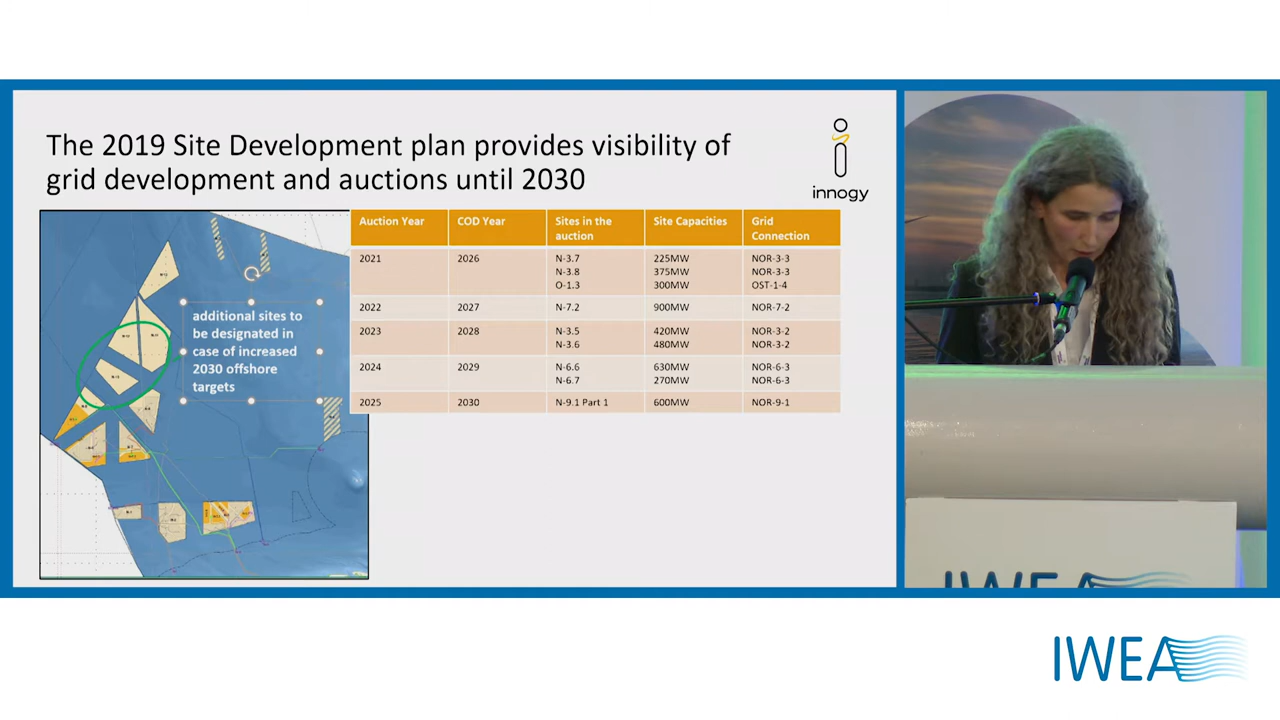 The 2019 Site Development plan provides visibility of
grid development and auctions until 2030
innogy
additional sites to
be designated in
case of increased
2030 offshore
targets
Auction Year COD Year Sites in the auction Site Capacities Grid Connection
2021 2026 N-3.7 225MW NOR-3-3
N-3.8 375MW NOR-3-3
O-1.3 300MW OST-1-4
2022 2027 N-7.2 900MW NOR-7-2
2023 2028 N-3.5 420MW NOR-3-2
N-3.6 480MW NOR-3-2
2024 2029 N-6.6 630MW NOR-6-3
N-6.7 270MW NOR-6-3
2025 2030 N-9.1 Part 1 600MW NOR-9-1
IWEA
IWEA